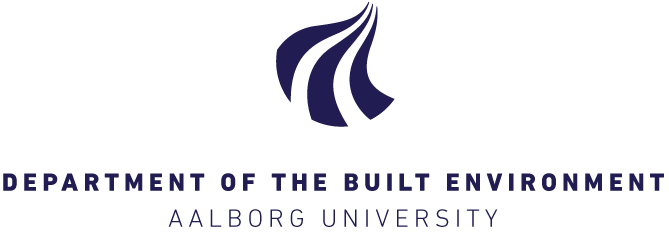 DEPARTMENT OF THE BUILT ENVIRONMENT
AALBORG UNIVERSITY